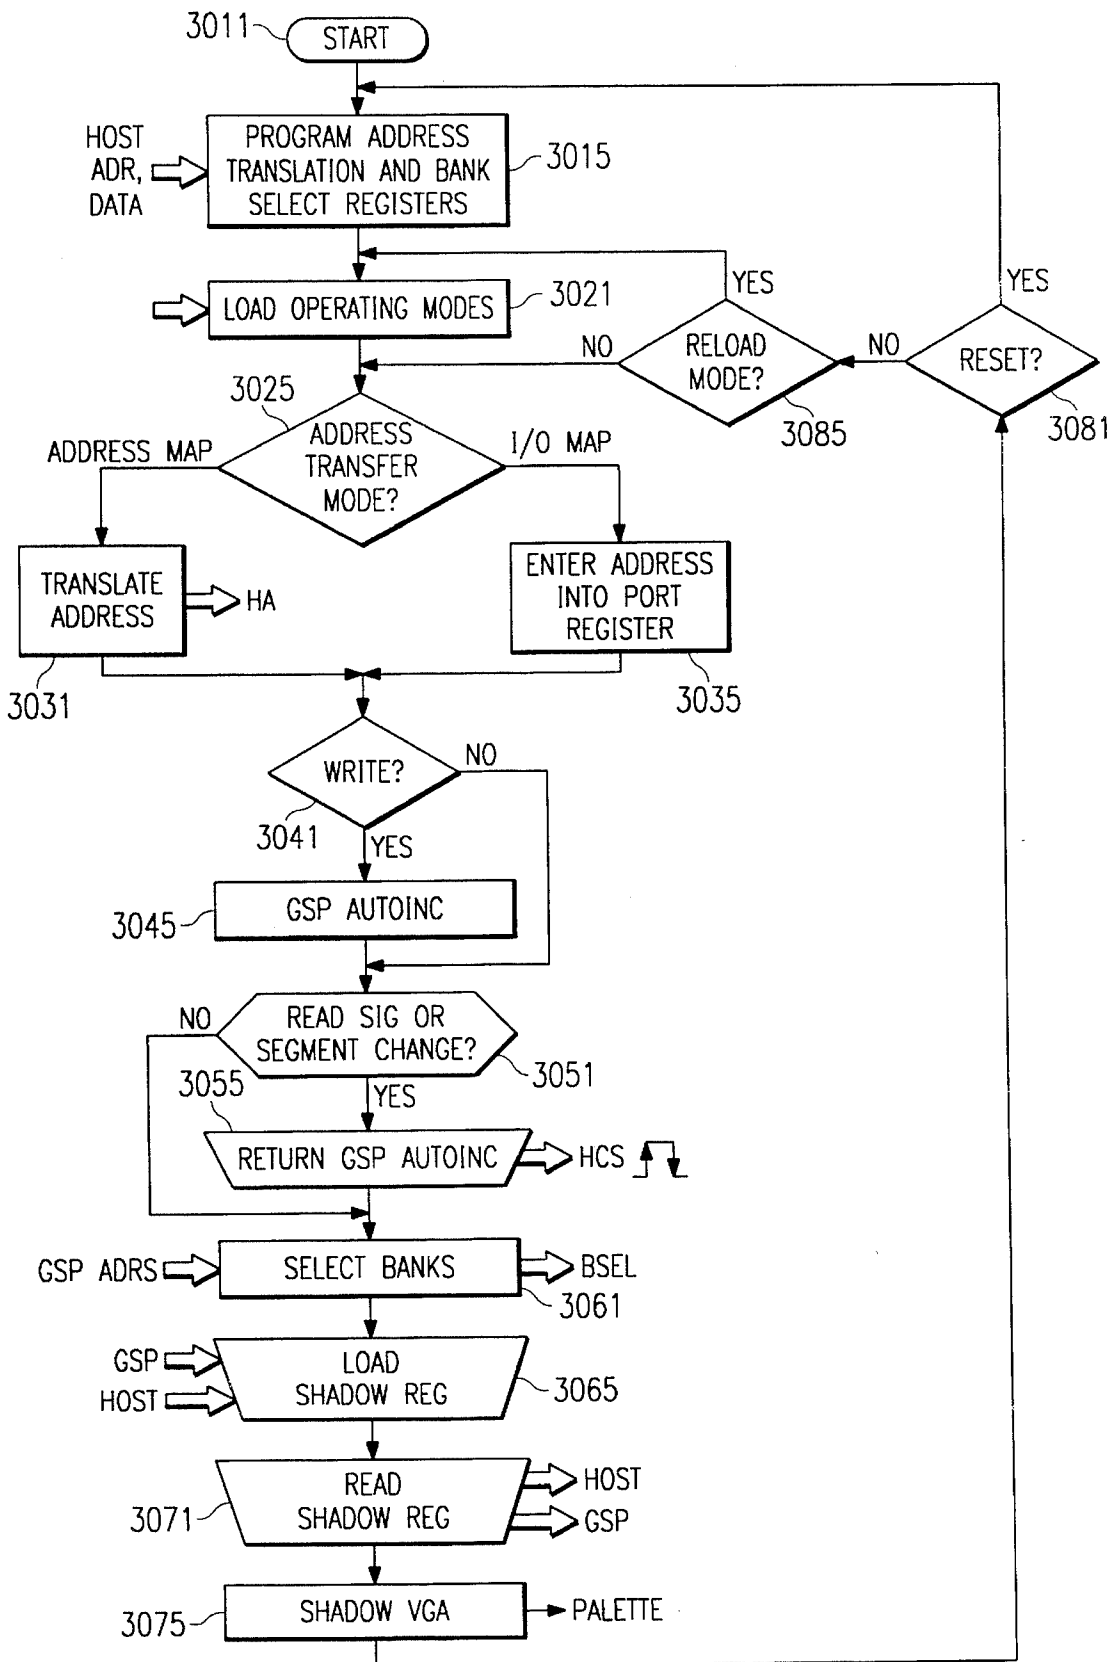 3011
START
HOST
ADR,
DATA
PROGRAM ADDRESS
TRANSLATION AND BANK
SELECT REGISTERS
3015
LOAD OPERATING MODES
3021
YES
NO
RELOAD
MODE?
3085
YES
NO
RESET?
3081
3025
ADDRESS MAP
ADDRESS
TRANSFER
MODE?
I/O MAP
TRANSLATE
ADDRESS
HA
3031
ENTER ADDRESS
INTO PORT
REGISTER
3035
WRITE?
NO
3041
YES
GSP AUTOINC
3045
NO
READ SIG OR
SEGMENT CHANGE?
3051
3055
YES
RETURN GSP AUTOINC
HCS
GSP ADRS
SELECT BANKS
BSEL
3061
GSP
HOST
LOAD
SHADOW REG
3065
READ
SHADOW REG
HOST
GSP
3071
SHADOW VGA
PALETTE
3075